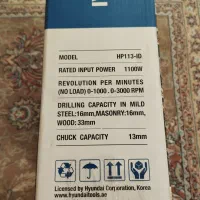 MODEL HP113-ID
RATED INPUT POWER 1100W
REVOLUTION PER MINUTES
(NO LOAD) 0-1000 . 0-3000 RPM
DRILLING CAPACITY IN MILD
STEEL:16mm,MASONRY:16mm,
WOOD:33mm
CHUCK CAPACITY 13mm
Licensed by Hyundai Corporation, Korea
www.hyundaitools.ae